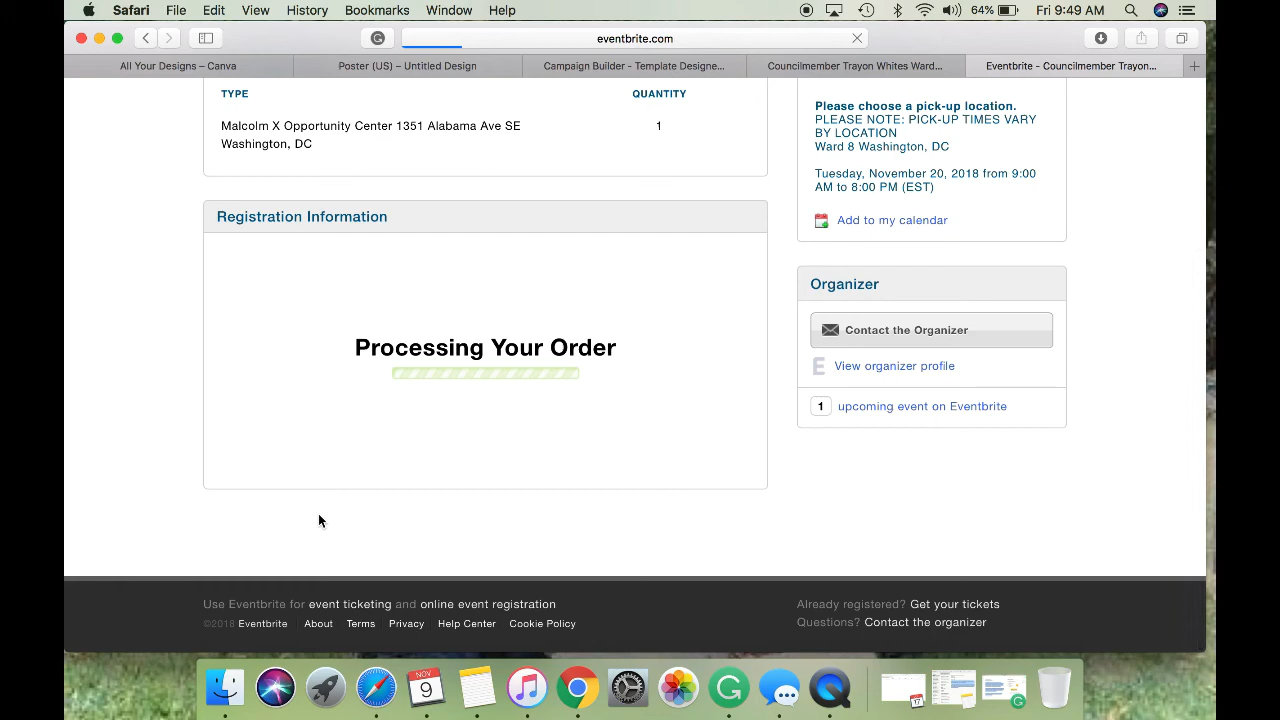 Safari File Edit View History Bookmarks Window Help 64% Fri 9:49 AM
eventbrite.com
All Your Designs – Canva Poster (US) – Untitled Design Campaign Builder - Template Designe... Councilmember Trayon Whites Ward... Eventbrite - Councilmember Trayon...
TYPE QUANTITY
Malcolm X Opportunity Center 1351 Alabama Ave SE 1
Washington, DC
Registration Information
Processing Your Order
Please choose a pick-up location.
PLEASE NOTE: PICK-UP TIMES VARY
BY LOCATION
Ward 8 Washington, DC
Tuesday, November 20, 2018 from 9:00
AM to 8:00 PM (EST)
Add to my calendar
Organizer
Contact the Organizer
E View organizer profile
1 upcoming event on Eventbrite
Use Eventbrite for event ticketing and online event registration
©2018 Eventbrite About Terms Privacy Help Center Cookie Policy
Already registered? Get your tickets
Questions? Contact the organizer
NOV
9
17